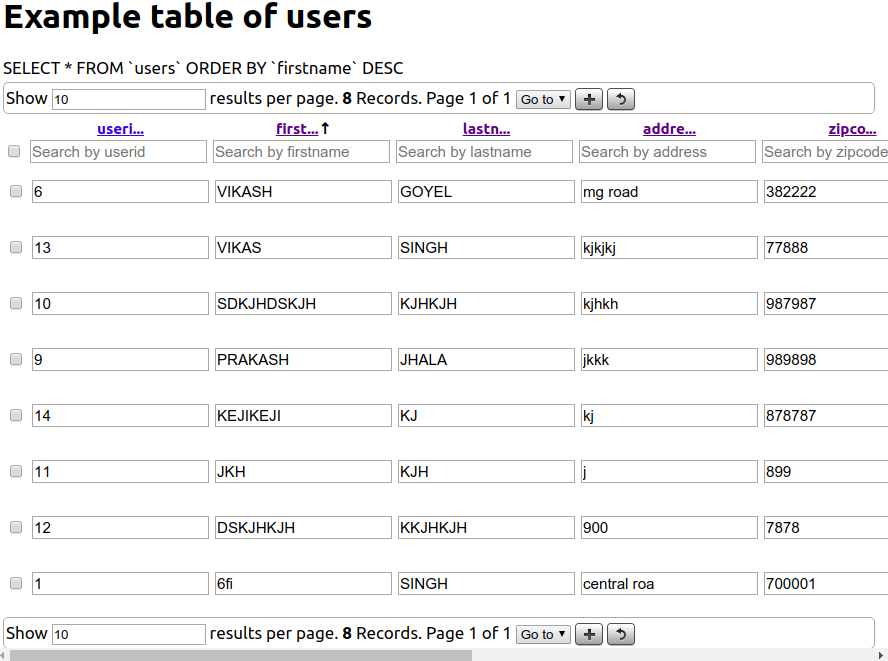 Example table of users
SELECT * FROM `users` ORDER BY `firstname` DESC
Show 10 results per page. 8 Records. Page 1 of 1 Go to ▼
useri... first...↑ lastn... addre... zipco...
Search by userid Search by firstname Search by lastname Search by address Search by zipcode
6 VIKASH GOYEL mg road 382222
13 VIKAS SINGH kjkjkj 77888
10 SDKJHDSKJH KJHKJH kjhkh 987987
9 PRAKASH JHALA jkkk 989898
14 KEJIKEJI KJ kj 878787
11 JKH KJH j 899
12 DSKJHKJH KKJHKJH 900 7878
1 6fi SINGH central roa 700001
Show 10 results per page. 8 Records. Page 1 of 1 Go to ▼